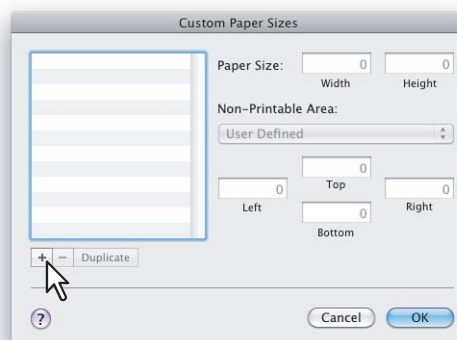 Custom Paper Sizes
Paper Size: 0 0
Width Height
Non-Printable Area:
User Defined
0
Top
0 0
Left Right
0
Bottom
+ − Duplicate
? Cancel OK